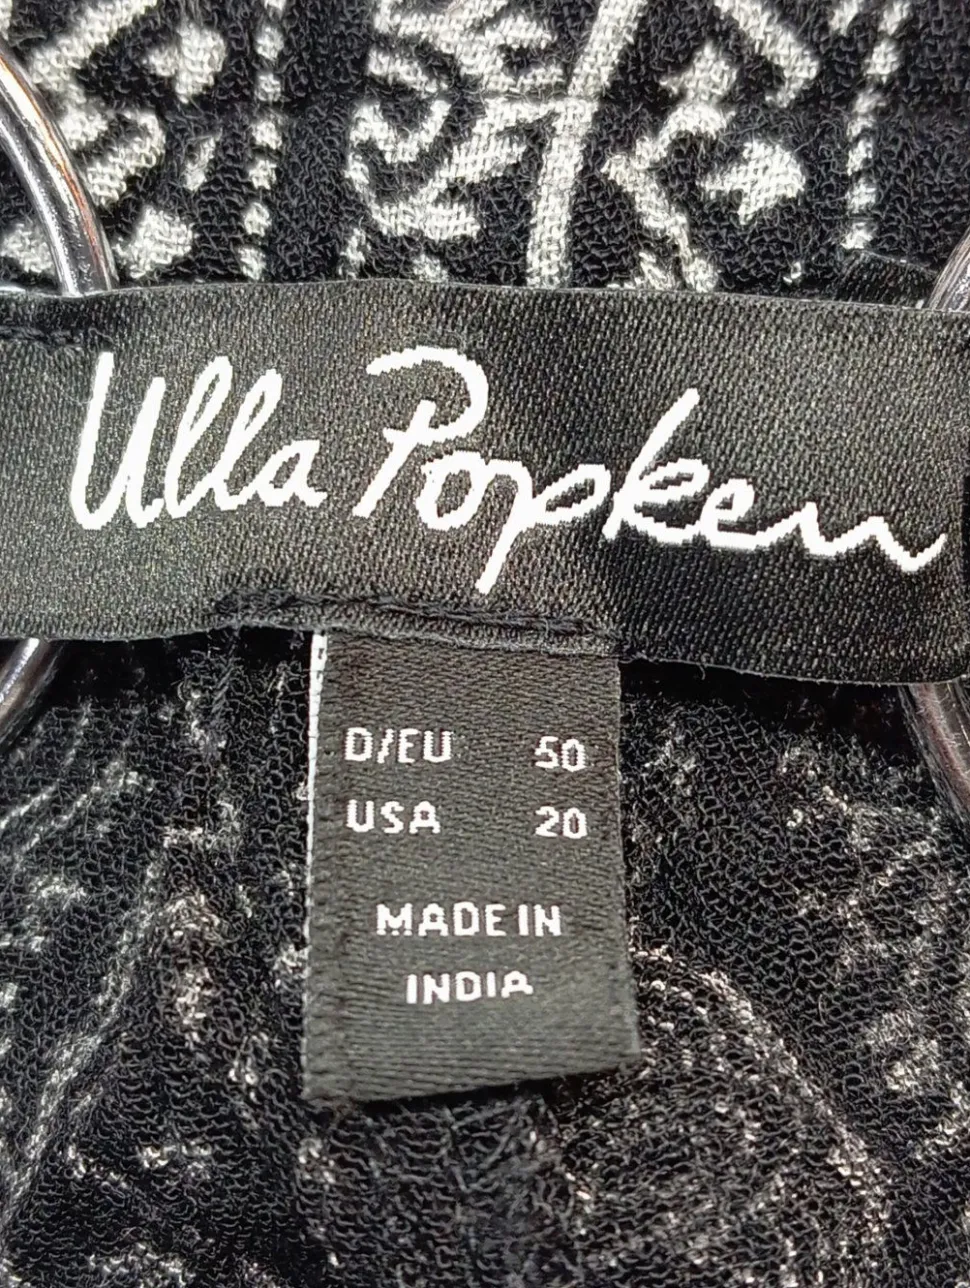 Ulla Popken
D/EU 50
USA 20
MADE IN
INDIA